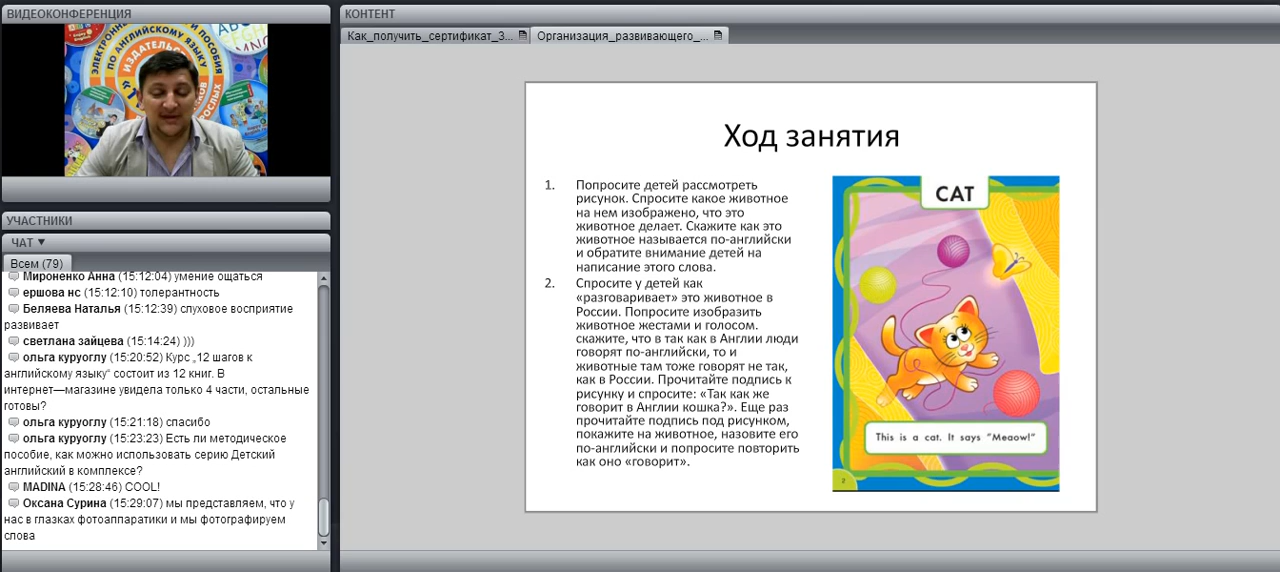 ВИДЕОКОНФЕРЕНЦИЯ
ЭЛЕКТРОННЫЕ
ПОСОБИЯ
ПО АНГЛИЙСКОМУ ЯЗЫКУ
ИЗДАТЕЛЬС
УЧАСТНИКИ
ЧАТ
Всем (79)
Мироненко Анна (15:12:04) умение ощаться
ершова нс (15:12:10) толерантность
Беляева Наталья (15:12:39) слуховое восприятие
развивает
светлана зайцева (15:14:24) )))
ольга куруоглу (15:20:52) Курс „12 шагов к
английскому языку“ состоит из 12 книг. В
интернет—магазине увидела только 4 части, остальные
готовы?
ольга куруоглу (15:21:18) спасибо
ольга куруоглу (15:23:23) Есть ли методическое
пособие, как можно использовать серию Детский
английский в комплексе?
MADINA (15:28:46) COOL!
Оксана Сурина (15:29:07) мы представляем, что у
нас в глазках фотоаппаратики и мы фотографируем
слова
КОНТЕНТ
Как_получить_сертификат_3...
Организация_развивающего_...
Ход занятия
1. Попросите детей рассмотреть
рисунок. Спросите какое животное
на нем изображено, что это
животное делает. Скажите как это
животное называется по-английски
и обратите внимание детей на
написание этого слова.
2. Спросите у детей как
«разговаривает» это животное в
России. Попросите изобразить
животное жестами и голосом.
скажите, что в так как в Англии люди
говорят по-английски, то и
животные там тоже говорят не так,
как в России. Прочитайте подпись к
рисунку и спросите: «Так как же
говорит в Англии кошка?». Еще раз
прочитайте подпись под рисунком,
покажите на животное, назовите его
по-английски и попросите повторить
как оно «говорит».
CAT
This is a cat. It says "Meaow!"
2